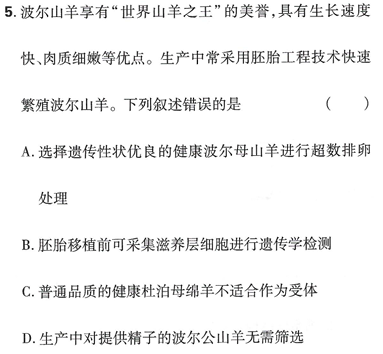 5. 波尔山羊享有“世界山羊之王”的美誉,具有生长速度
快、肉质细嫩等优点。生产中常采用胚胎工程技术快速
繁殖波尔山羊。下列叙述错误的是 ( )
A. 选择遗传性状优良的健康波尔母山羊进行超数排卵
处理
B. 胚胎移植前可采集滋养层细胞进行遗传学检测
C. 普通品质的健康杜泊母绵羊不适合作为受体
D. 生产中对提供精子的波尔公山羊无需筛选